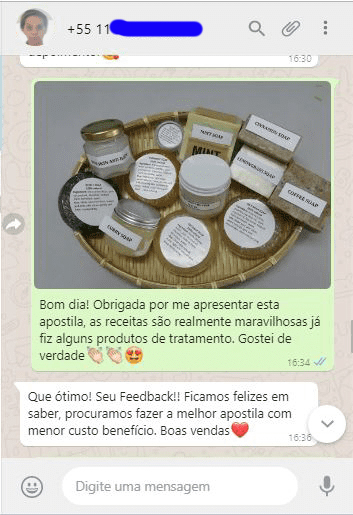 +55 11
16:30
MINT SOAP
CINNAMON SOAP
MINT
LEMONGRASS SOAP
COFFEE SOAP
CURRY SOAP
Bom dia! Obrigada por me apresentar esta
apostila, as receitas são realmente maravilhosas já
fiz alguns produtos de tratamento. Gostei de
verdade👏🏻👏🏻😍
16:34
Que ótimo! Seu Feedback!! Ficamos felizes em
saber, procuramos fazer a melhor apostila com
menor custo benefício. Boas vendas❤️
16:36
Digite uma mensagem